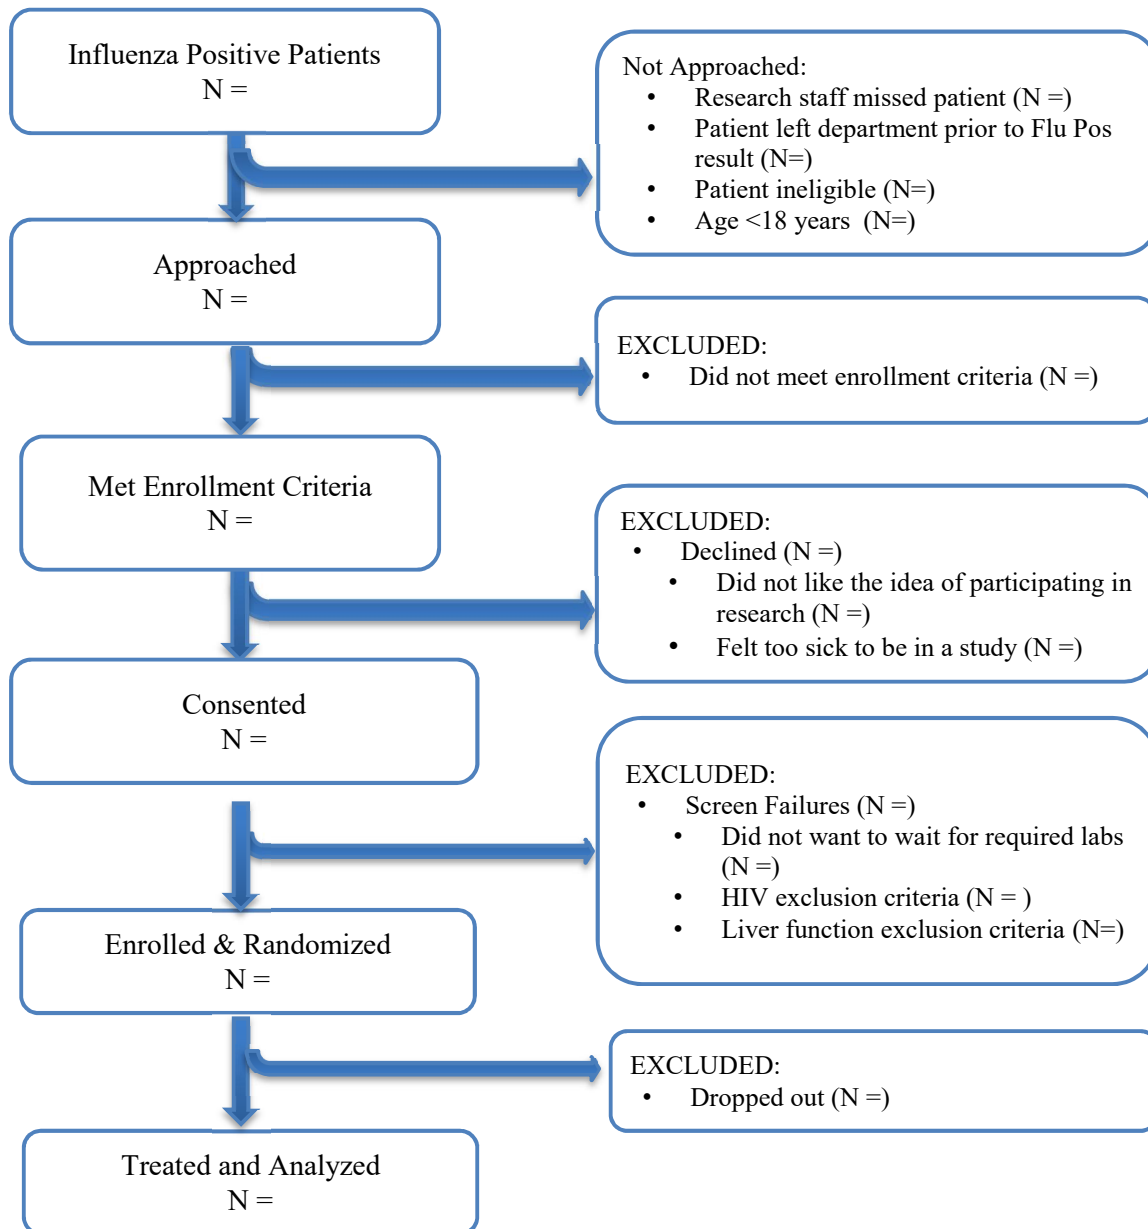 Influenza Positive Patients
N =
Not Approached:
• Research staff missed patient (N =)
• Patient left department prior to Flu Pos
result (N=)
• Patient ineligible (N=)
• Age <18 years (N=)
Approached
N =
EXCLUDED:
• Did not meet enrollment criteria (N =)
Met Enrollment Criteria
N =
EXCLUDED:
• Declined (N =)
• Did not like the idea of participating in
research (N =)
• Felt too sick to be in a study (N =)
Consented
N =
EXCLUDED:
• Screen Failures (N =)
• Did not want to wait for required labs
(N =)
• HIV exclusion criteria (N = )
• Liver function exclusion criteria (N=)
Enrolled & Randomized
N =
EXCLUDED:
• Dropped out (N =)
Treated and Analyzed
N =